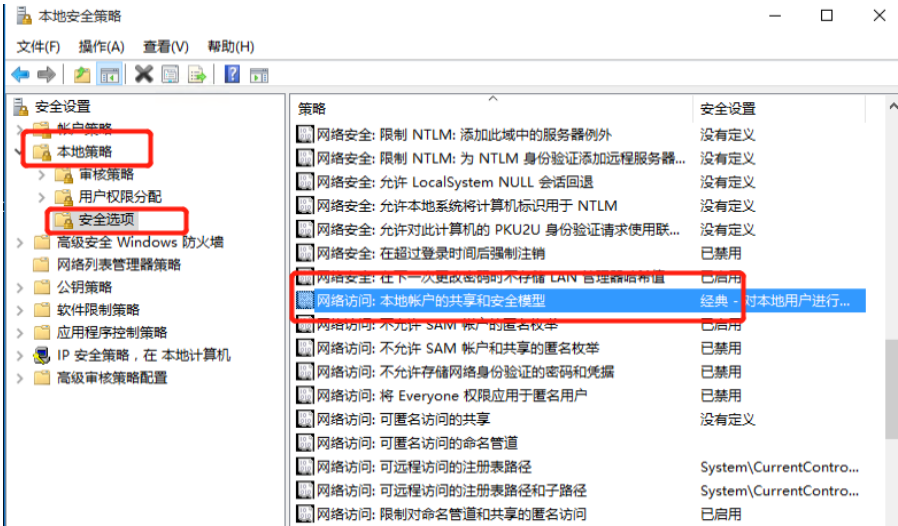 本地安全策略
文件(F) 操作(A) 查看(V) 帮助(H)
安全设置
帐户策略
本地策略
审核策略
用户权限分配
安全选项
高级安全 Windows 防火墙
网络列表管理器策略
公钥策略
软件限制策略
应用程序控制策略
IP 安全策略，在 本地计算机
高级审核策略配置
策略 安全设置
网络安全: 限制 NTLM: 添加此域中的服务器例外 没有定义
网络安全: 限制 NTLM: 为 NTLM 身份验证添加远程服务器... 没有定义
网络安全: 允许 LocalSystem NULL 会话回退 没有定义
网络安全: 允许本地系统将计算机标识用于 NTLM 没有定义
网络安全: 允许对此计算机的 PKU2U 身份验证请求使用联... 没有定义
网络安全: 在超过登录时间后强制注销 已禁用
网络安全: 在下一次更改密码时不存储 LAN 管理器哈希值 已启用
网络访问: 本地帐户的共享和安全模型 经典 - 对本地用户进行...
网络访问: 不允许 SAM 帐户的匿名枚举 已启用
网络访问: 不允许 SAM 帐户和共享的匿名枚举 已禁用
网络访问: 不允许存储网络身份验证的密码和凭据 已禁用
网络访问: 将 Everyone 权限应用于匿名用户 已禁用
网络访问: 可匿名访问的共享 没有定义
网络访问: 可匿名访问的命名管道
网络访问: 可远程访问的注册表路径 System\CurrentContro...
网络访问: 可远程访问的注册表路径和子路径 System\CurrentContro...
网络访问: 限制对命名管道和共享的匿名访问 已启用